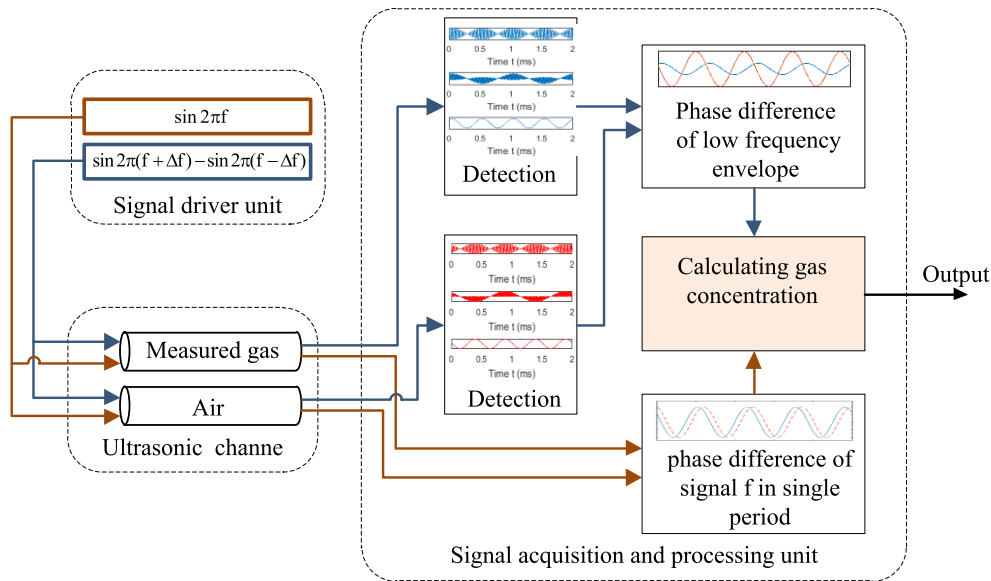 sin 2πf
sin 2π(f + Δf) − sin 2π(f − Δf)
Signal driver unit
Measured gas
Air
Ultrasonic channe
0 0.5 1 1.5 2
Time t (ms)
0 0.5 1 1.5 2
Time t (ms)
0 0.5 1 1.5 2
Time t (ms)
Detection
0 0.5 1 1.5 2
Time t (ms)
0 0.5 1 1.5 2
Time t (ms)
0 0.5 1 1.5 2
Time t (ms)
Detection
Phase difference
of low frequency
envelope
Calculating gas
concentration
Output
phase difference of
signal f in single
period
Signal acquisition and processing unit